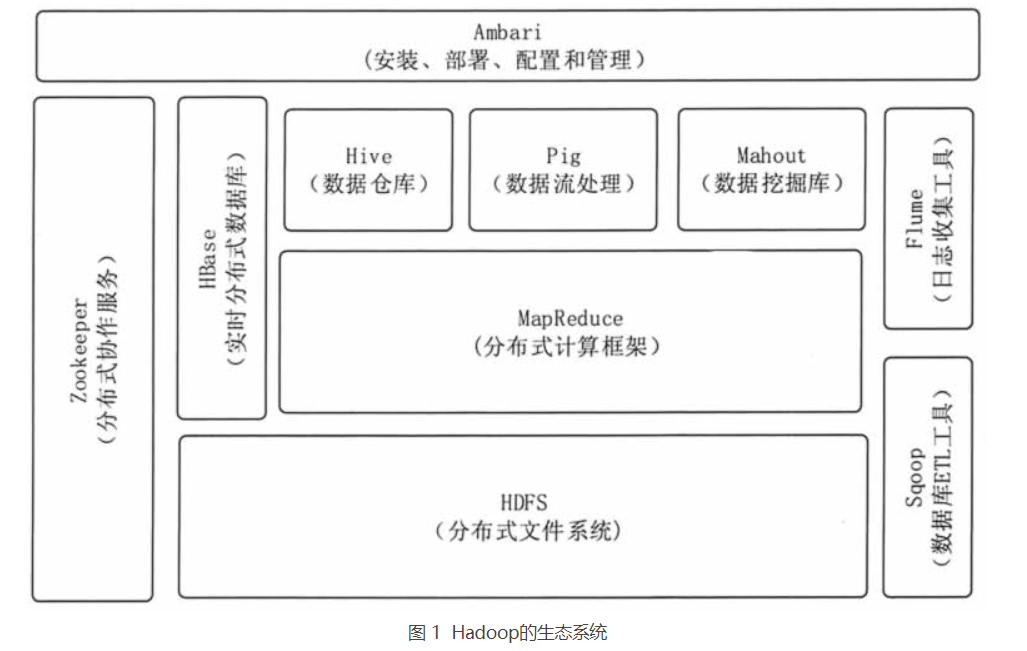 Ambari
(安装、部署、配置和管理）
Zookeeper
（分布式协作服务）
HBase
（实时分布式数据库）
Hive
（数据仓库）
Pig
（数据流处理）
Mahout
（数据挖掘库）
Flume
（日志收集工具）
MapReduce
(分布式计算框架）
Sqoop
（数据库ETL工具）
HDFS
（分布式文件系统)
图 1 Hadoop的生态系统